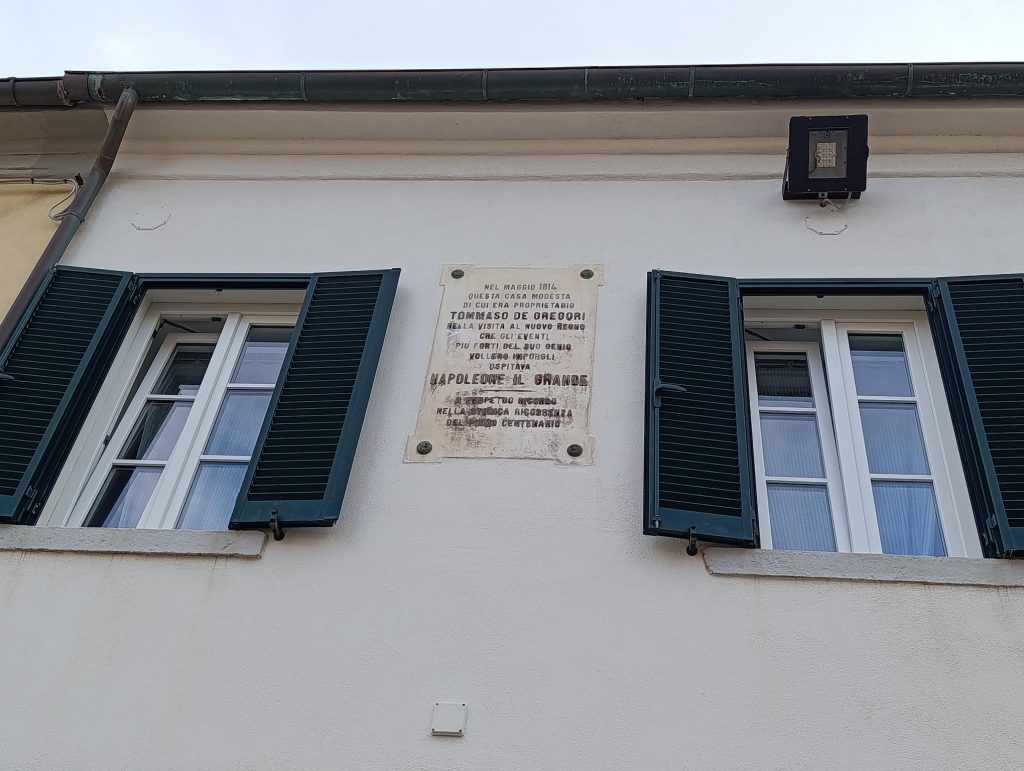 NEL MAGGIO 1814
QUESTA CASA MODESTA
DI CUI ERA PROPRIETARIO
TOMMASO DE GREGORI
NELLA VISITA AL NUOVO REGNO
CHE GLI EVENTI
PIU FORTI DEL SUO GENIO
VOLLERO IMPORGLI
OSPITAVA
NAPOLEONE IL GRANDE
A PERPETUO RICORDO
NELLA STORICA RICORRENZA
DEL PRIMO CENTENARIO